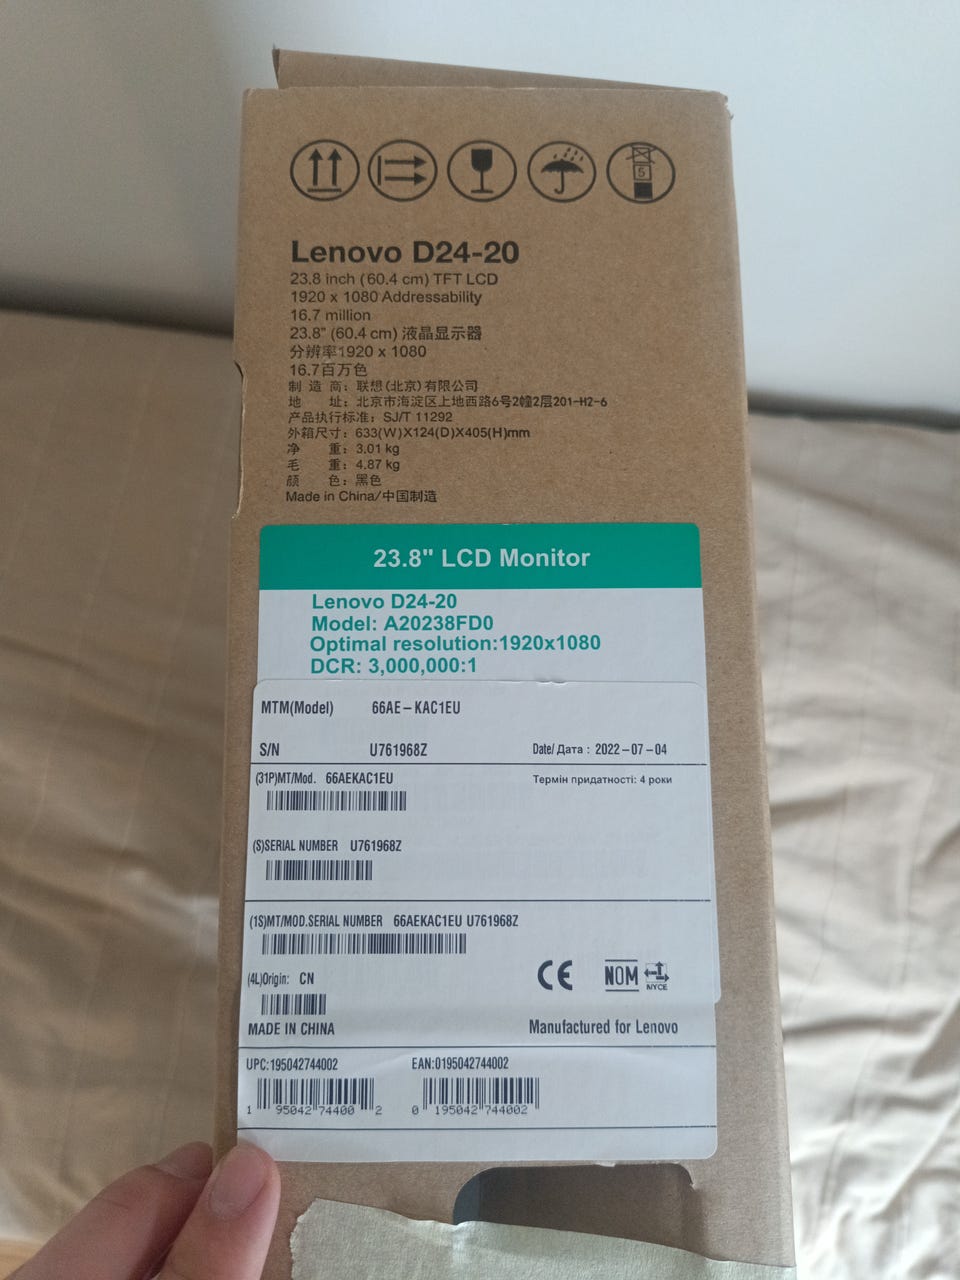 5
Lenovo D24-20
23.8 inch (60.4 cm) TFT LCD
1920 x 1080 Addressability
16.7 million
23.8" (60.4 cm) 液晶显示器
分辨率1920 x 1080
16.7百万色
制 造 商：联想(北京)有限公司
地 址：北京市海淀区上地西路6号2幢2层201-H2-6
产品执行标准：SJ/T 11292
外箱尺寸：633(W)X124(D)X405(H)mm
净 重：3.01 kg
毛 重：4.87 kg
颜 色：黑色
Made in China/中国制造
23.8" LCD Monitor
Lenovo D24-20
Model: A20238FD0
Optimal resolution:1920x1080
DCR: 3,000,000:1
MTM(Model) 66AE-KAC1EU
S/N U761968Z Date/ Дата : 2022-07-04
(31P)MT/Mod. 66AEKAC1EU Термін придатності: 4 роки
(S)SERIAL NUMBER U761968Z
(1S)MT/MOD.SERIAL NUMBER 66AEKAC1EU U761968Z
(4L)Origin: CN
CE NOM NYCE
MADE IN CHINA Manufactured for Lenovo
UPC:195042744002 EAN:0195042744002
1 95042 74400 2 0 195042 744002